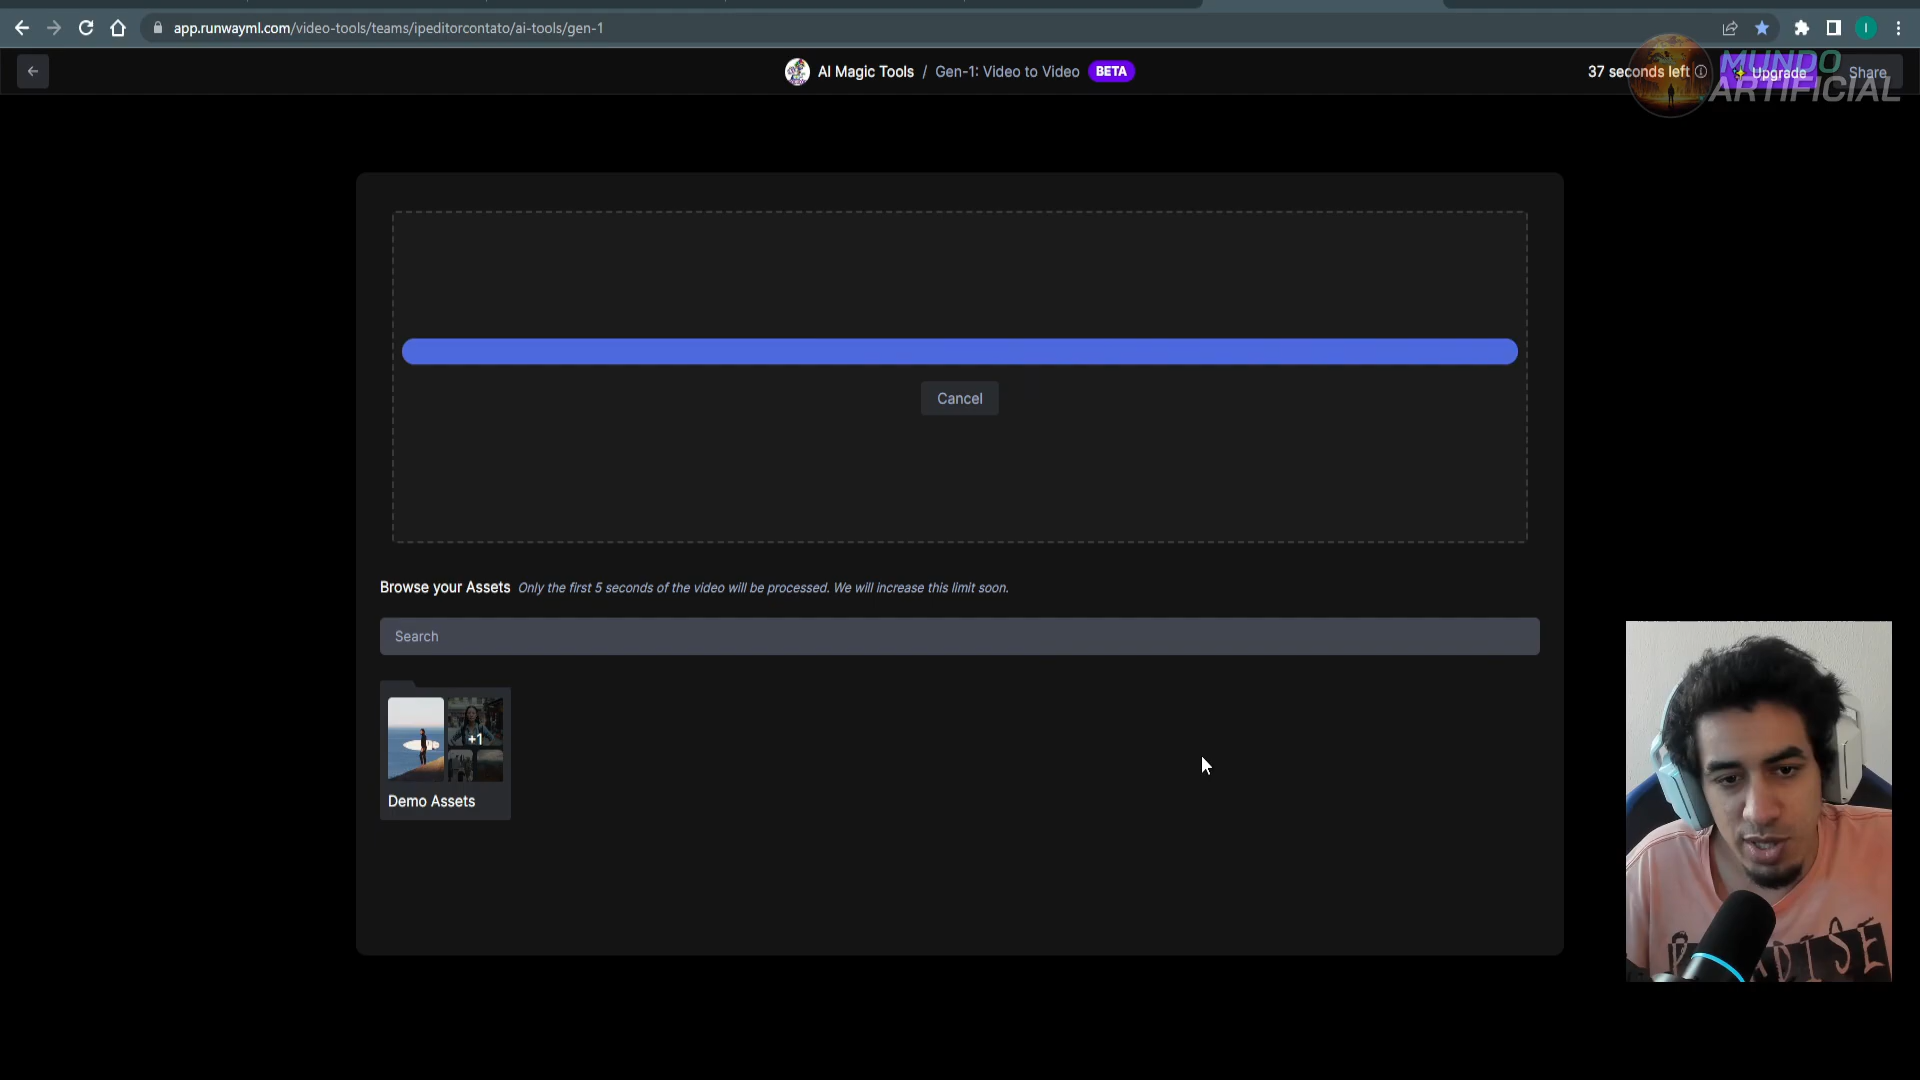 app.runwayml.com/video-tools/teams/ipeditorcontato/ai-tools/gen-1
AI Magic Tools / Gen-1: Video to Video BETA
37 seconds left
Upgrade
Share
MUNDO
ARTIFICIAL
Cancel
Browse your Assets Only the first 5 seconds of the video will be processed. We will increase this limit soon.
Search
+1
Demo Assets